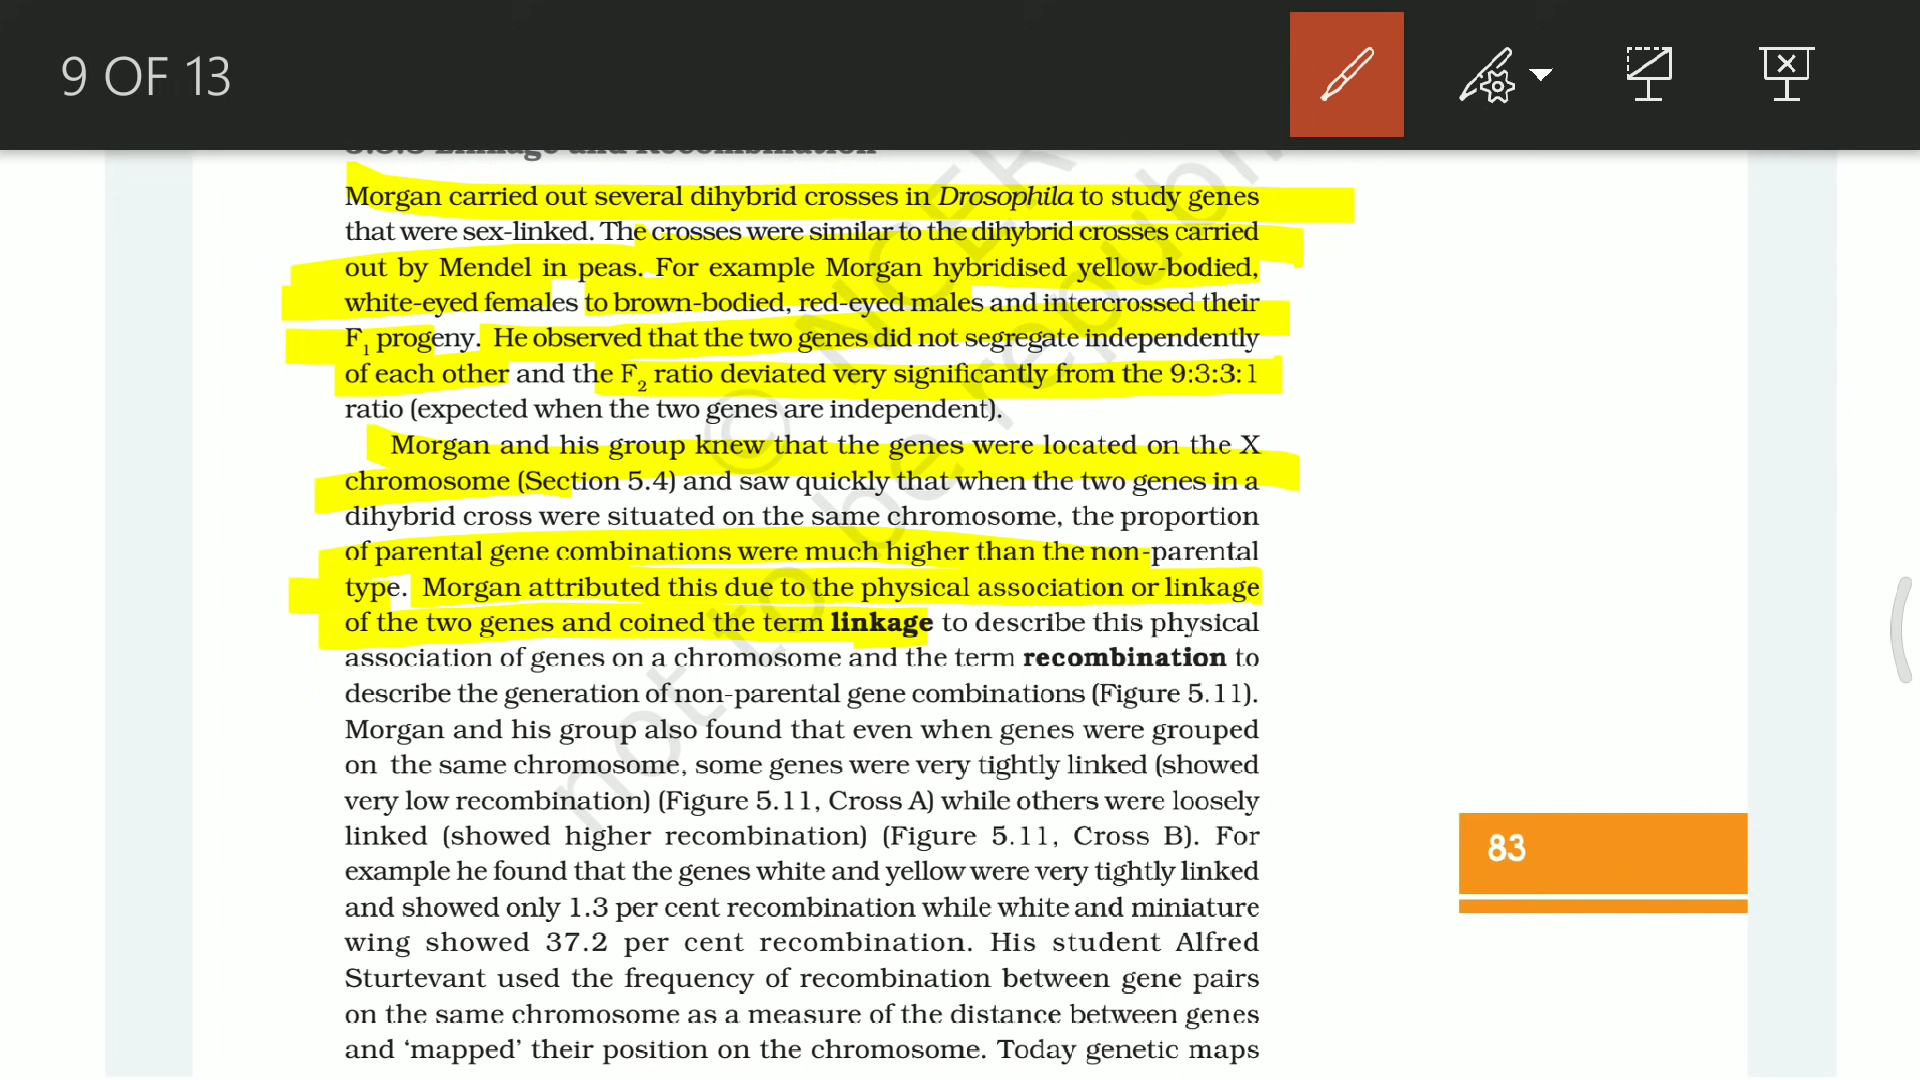 9 OF 13
5.3.3 Linkage and Recombination
Morgan carried out several dihybrid crosses in Drosophila to study genes
that were sex-linked. The crosses were similar to the dihybrid crosses carried
out by Mendel in peas. For example Morgan hybridised yellow-bodied,
white-eyed females to brown-bodied, red-eyed males and intercrossed their
F1 progeny. He observed that the two genes did not segregate independently
of each other and the F2 ratio deviated very significantly from the 9:3:3:1
ratio (expected when the two genes are independent).
Morgan and his group knew that the genes were located on the X
chromosome (Section 5.4) and saw quickly that when the two genes in a
dihybrid cross were situated on the same chromosome, the proportion
of parental gene combinations were much higher than the non-parental
type. Morgan attributed this due to the physical association or linkage
of the two genes and coined the term linkage to describe this physical
association of genes on a chromosome and the term recombination to
describe the generation of non-parental gene combinations (Figure 5.11).
Morgan and his group also found that even when genes were grouped
on the same chromosome, some genes were very tightly linked (showed
very low recombination) (Figure 5.11, Cross A) while others were loosely
linked (showed higher recombination) (Figure 5.11, Cross B). For
example he found that the genes white and yellow were very tightly linked
and showed only 1.3 per cent recombination while white and miniature
wing showed 37.2 per cent recombination. His student Alfred
Sturtevant used the frequency of recombination between gene pairs
on the same chromosome as a measure of the distance between genes
and ‘mapped’ their position on the chromosome. Today genetic maps
83
© NCER
not to be republ